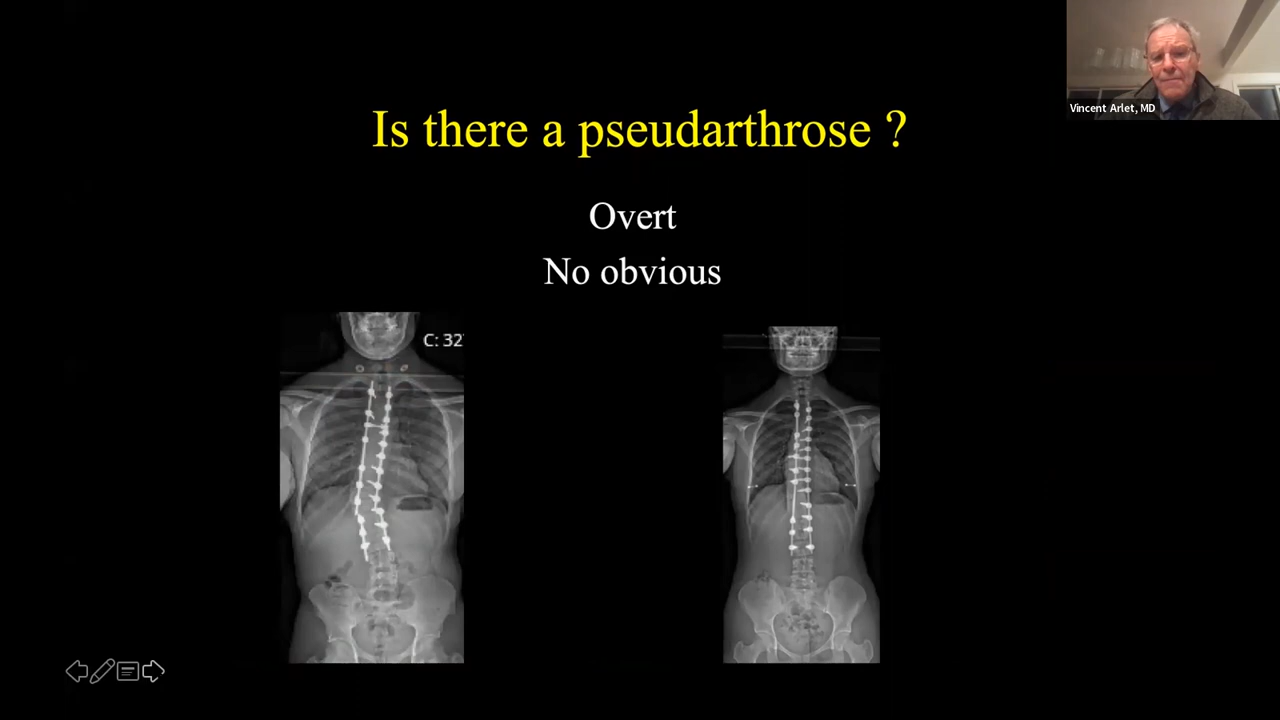 Vincent Arlet, MD
Is there a pseudarthrose ?
Overt
No obvious
C: 32